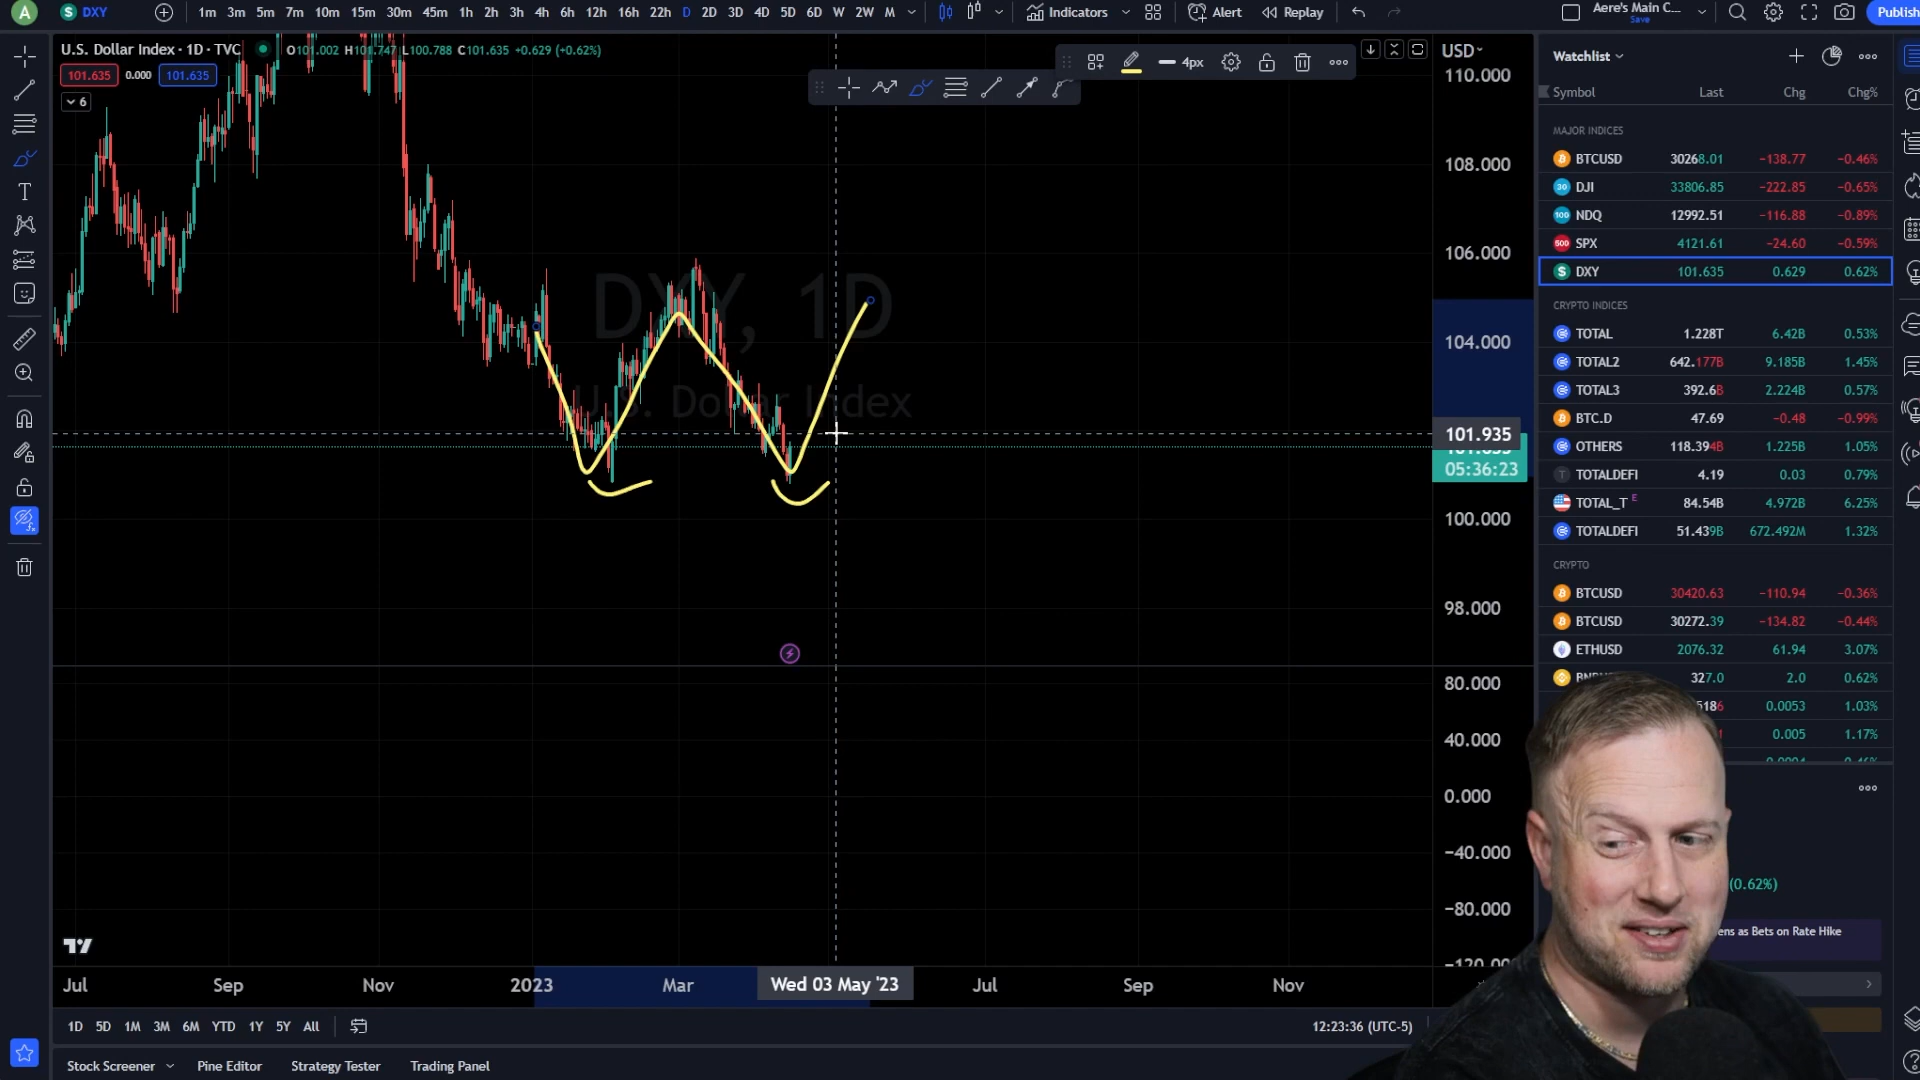 A DXY 1m 3m 5m 7m 10m 15m 30m 45m 1h 2h 3h 4h 6h 12h 16h 22h D 2D 3D 4D 5D 6D W 2W M Indicators Alert Replay Aere's Main C... Save Publish
U.S. Dollar Index · 1D · TVC O101.002 H101.747 L100.788 C101.635 +0.629 (+0.62%)
101.635 0.000 101.635
6
4px
USD
110.000
108.000
106.000
104.000
101.935
05:36:23
100.000
98.000
80.000
40.000
0.000
−40.000
−80.000
−120.000
DXY, 1D
U.S. Dollar Index
Jul Sep Nov 2023 Mar Wed 03 May '23 Jul Sep Nov
1D 5D 1M 3M 6M YTD 1Y 5Y All 12:23:36 (UTC-5)
Stock Screener Pine Editor Strategy Tester Trading Panel
Watchlist
Symbol Last Chg Chg%
MAJOR INDICES
BTCUSD 30268.01 −138.77 −0.46%
30 DJI 33806.85 −222.85 −0.65%
100 NDQ 12992.51 −116.88 −0.89%
500 SPX 4121.61 −24.60 −0.59%
DXY 101.635 0.629 0.62%
CRYPTO INDICES
TOTAL 1.228T 6.42B 0.53%
TOTAL2 642.177B 9.185B 1.45%
TOTAL3 392.6B 2.224B 0.57%
BTC.D 47.69 −0.48 −0.99%
OTHERS 118.394B 1.225B 1.05%
T TOTALDEFI 4.19 0.03 0.79%
TOTAL_T E 84.54B 4.972B 6.25%
TOTALDEFI 51.439B 672.492M 1.32%
CRYPTO
BTCUSD 30420.63 −110.94 −0.36%
BTCUSD 30272.39 −134.82 −0.44%
ETHUSD 2076.32 61.94 3.07%
327.0 2.0 0.62%
5186 0.0053 1.03%
0.005 1.17%
(0.62%)
ens as Bets on Rate Hike